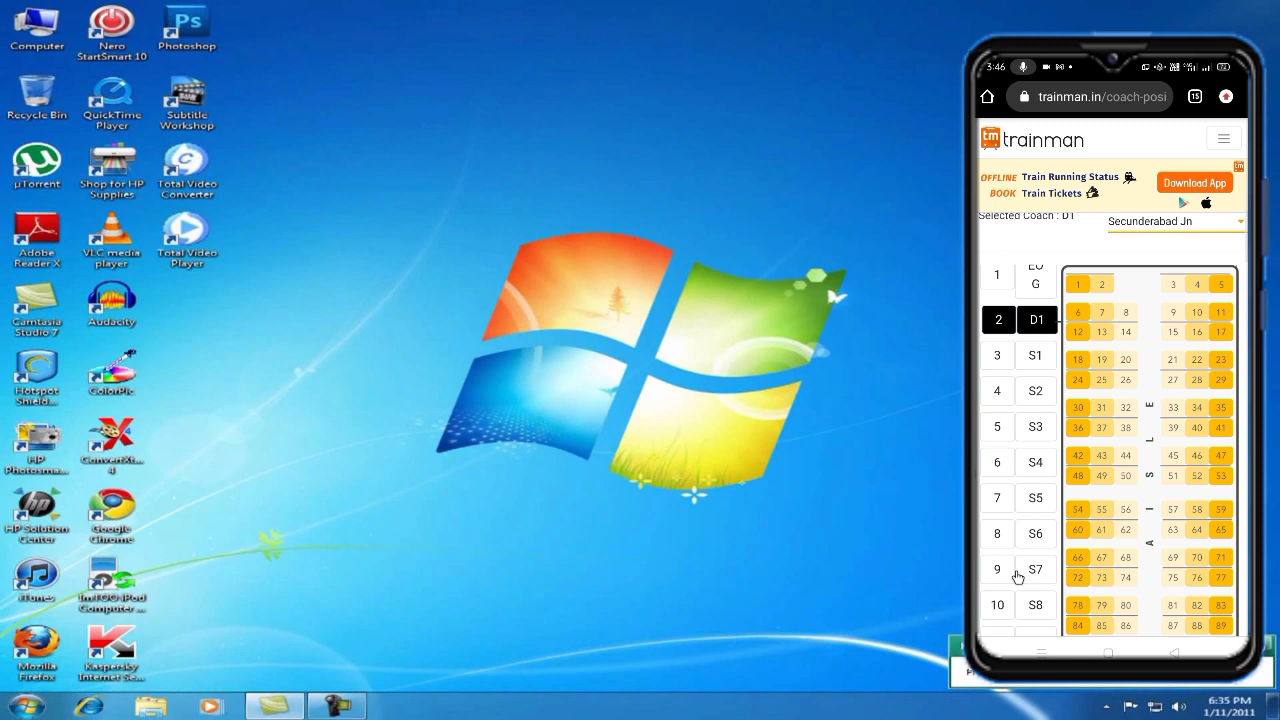 Computer
Nero
StartSmart 10
Ps
Photoshop
Recycle Bin
QuickTime
Player
Subtitle
Workshop
µTorrent
Shop for HP
Supplies
Total Video
Converter
Adobe
Reader X
VLC media
player
Total Video
Player
Camtasia
Studio 7
Audacity
Hotspot
Shield...
ColorPic
HP
Photosma...
ConvertXt...
4
HP Solution
Center
Google
Chrome
iTunes
ImTOO iPod
Computer ...
Mozilla
Firefox
Kaspersky
Internet Se...
3:46
trainman.in/coach-posi
15
tm trainman
OFFLINE Train Running Status
BOOK Train Tickets
Download App
tm
Selected Coach : D1
Secunderabad Jn
1 EO
G
2 D1
3 S1
4 S2
5 S3
6 S4
7 S5
8 S6
9 S7
10 S8
1 2 3 4 5
6 7 8 9 10 11
12 13 14 15 16 17
18 19 20 21 22 23
24 25 26 27 28 29
30 31 32 33 34 35
36 37 38 39 40 41
42 43 44 45 46 47
48 49 50 51 52 53
54 55 56 57 58 59
60 61 62 63 64 65
66 67 68 69 70 71
72 73 74 75 76 77
78 79 80 81 82 83
84 85 86 87 88 89
A I S L E
6:35 PM
1/11/2011